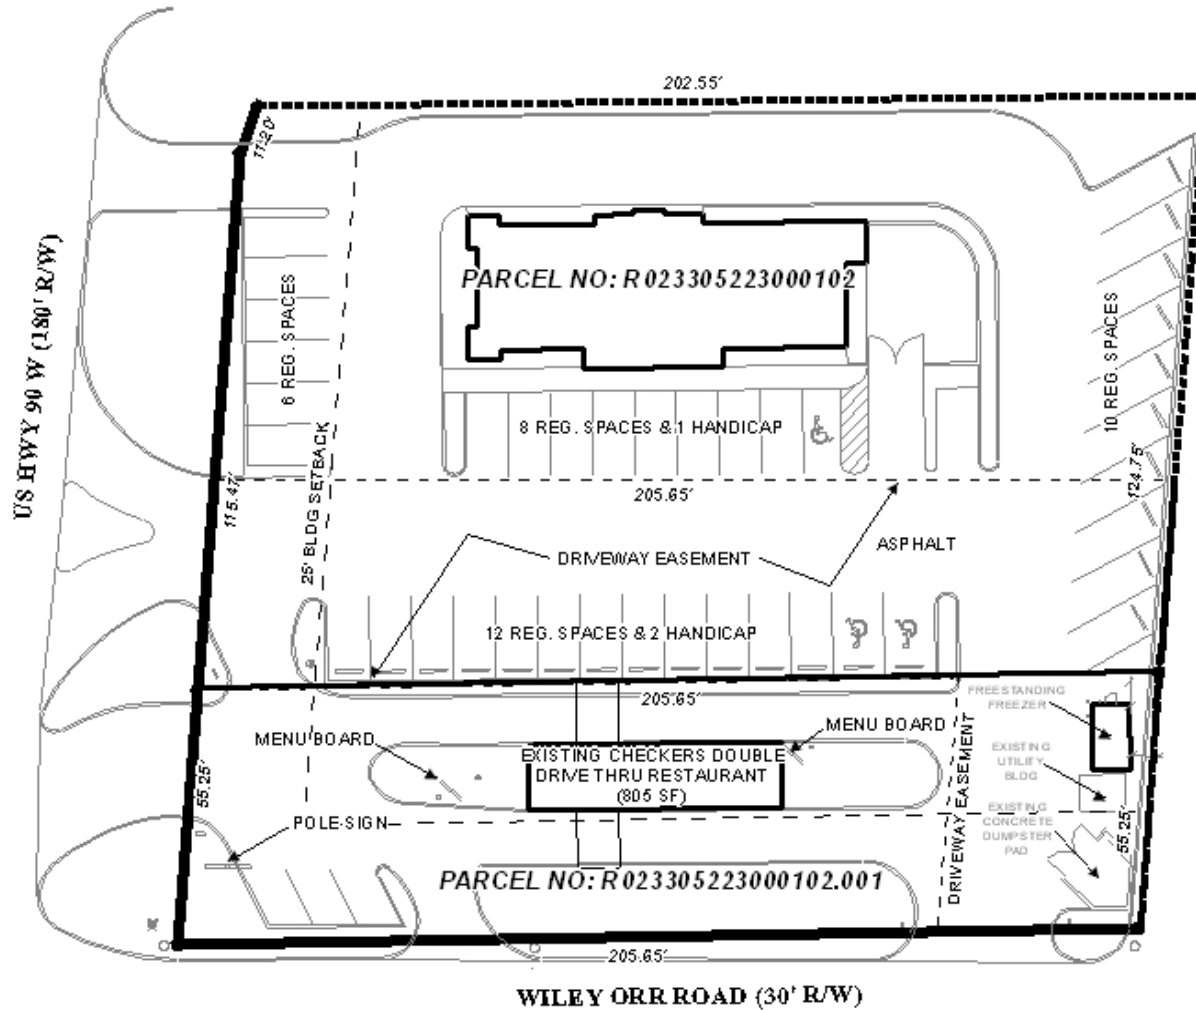 202.55'
11.20'
US HWY 90 W (180' R/W)
6 REG. SPACES
PARCEL NO: R023305223000102
10 REG. SPACES
8 REG. SPACES & 1 HANDICAP
25' BLDG SETBACK
115.47'
205.65'
124.75'
DRIVEWAY EASEMENT
ASPHALT
12 REG. SPACES & 2 HANDICAP
205.65'
FREESTANDING
FREEZER
MENU BOARD
MENU BOARD
EXISTING CHECKERS DOUBLE
DRIVE THRU RESTAURANT
(805 SF)
EXISTING
UTILITY
BLDG
DRIVEWAY EASEMENT
55.25'
POLE SIGN
EXISTING
CONCRETE
DUMPSTER
PAD
55.25'
PARCEL NO: R023305223000102.001
205.65'
WILEY ORR ROAD (30' R/W)